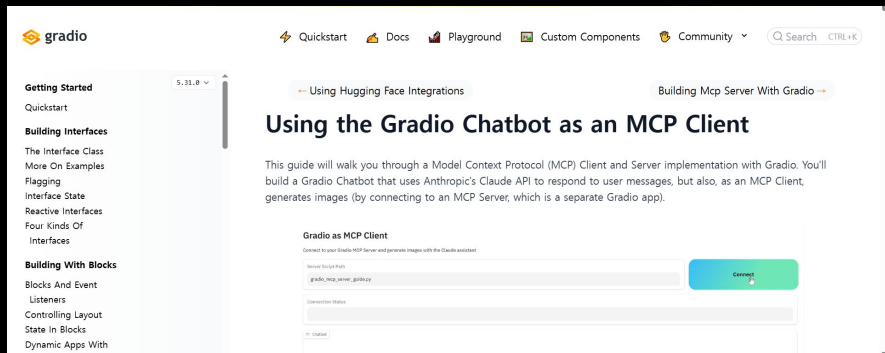 gradio
Quickstart Docs Playground Custom Components Community Search CTRL+K
Getting Started
Quickstart
Building Interfaces
The Interface Class
More On Examples
Flagging
Interface State
Reactive Interfaces
Four Kinds Of
Interfaces
Building With Blocks
Blocks And Event
Listeners
Controlling Layout
State In Blocks
Dynamic Apps With
5.31.0
← Using Hugging Face Integrations
Building Mcp Server With Gradio →
Using the Gradio Chatbot as an MCP Client
This guide will walk you through a Model Context Protocol (MCP) Client and Server implementation with Gradio. You'll
build a Gradio Chatbot that uses Anthropic's Claude API to respond to user messages, but also, as an MCP Client,
generates images (by connecting to an MCP Server, which is a separate Gradio app).
Gradio as MCP Client
Connect to your Gradio MCP Server and generate images with the Claude assistant
Server Script Path
gradio_mcp_server_guide.py
Connect
Connection Status
Chatbot